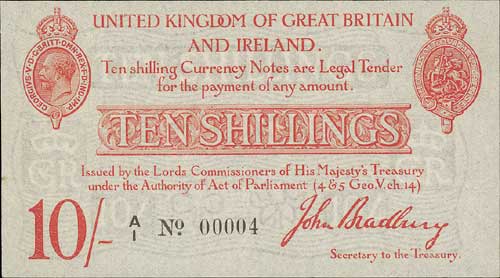 UNITED KINGDOM OF GREAT BRITAIN
AND IRELAND.
Ten shilling Currency Notes are Legal Tender
for the payment of any amount.
TEN SHILLINGS
Issued by the Lords Commissioners of His Majesty's Treasury
under the Authority of Act of Parliament (4 & 5 Geo.V. ch.14)
10/- A/1 No 00004
John Bradbury
Secretary to the Treasury.